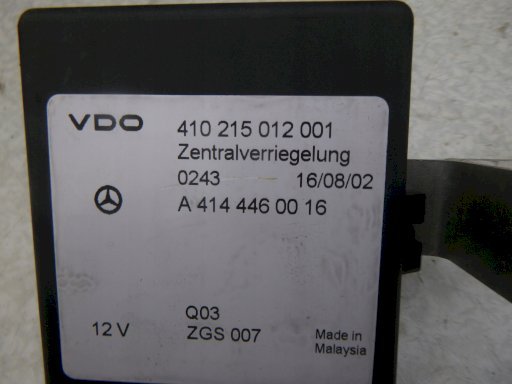 VDO 410 215 012 001
Zentralverriegelung
0243 16/08/02
A 414 446 00 16
Q03
12 V ZGS 007
Made in
Malaysia